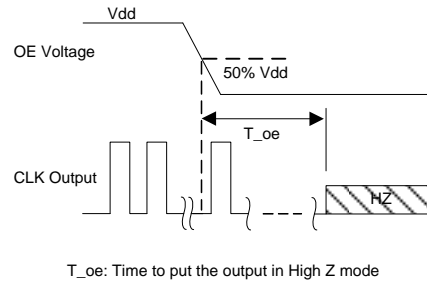 Vdd
OE Voltage
50% Vdd
T_oe
CLK Output
HZ
T_oe: Time to put the output in High Z mode